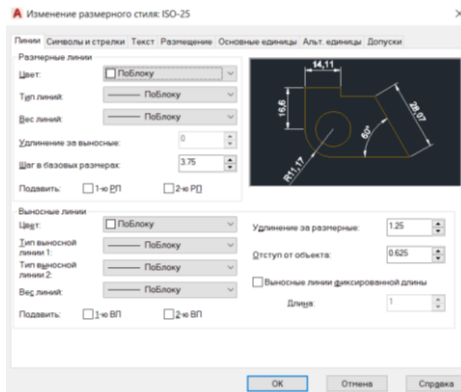 Изменение размерного стиля: ISO-25
Линии Символы и стрелки Текст Размещение Основные единицы Альт. единицы Допуски
Размерные линии
Цвет: ПоБлоку
Тип линий: ПоБлоку
Вес линий: ПоБлоку
Удлинение за выносные: 0
Шаг в базовых размерах: 3.75
Подавить: 1-ю РЛ 2-ю РЛ
14,11
16,6
28,07
60°
R11,17
Выносные линии
Цвет: ПоБлоку
Тип выносной линии 1: ПоБлоку
Тип выносной линии 2: ПоБлоку
Вес линий: ПоБлоку
Подавить: 1-ю ВЛ 2-ю ВЛ
Удлинение за размерные: 1.25
Отступ от объекта: 0.625
Выносные линии фиксированной длины
Длина: 1
ОК Отмена Справка